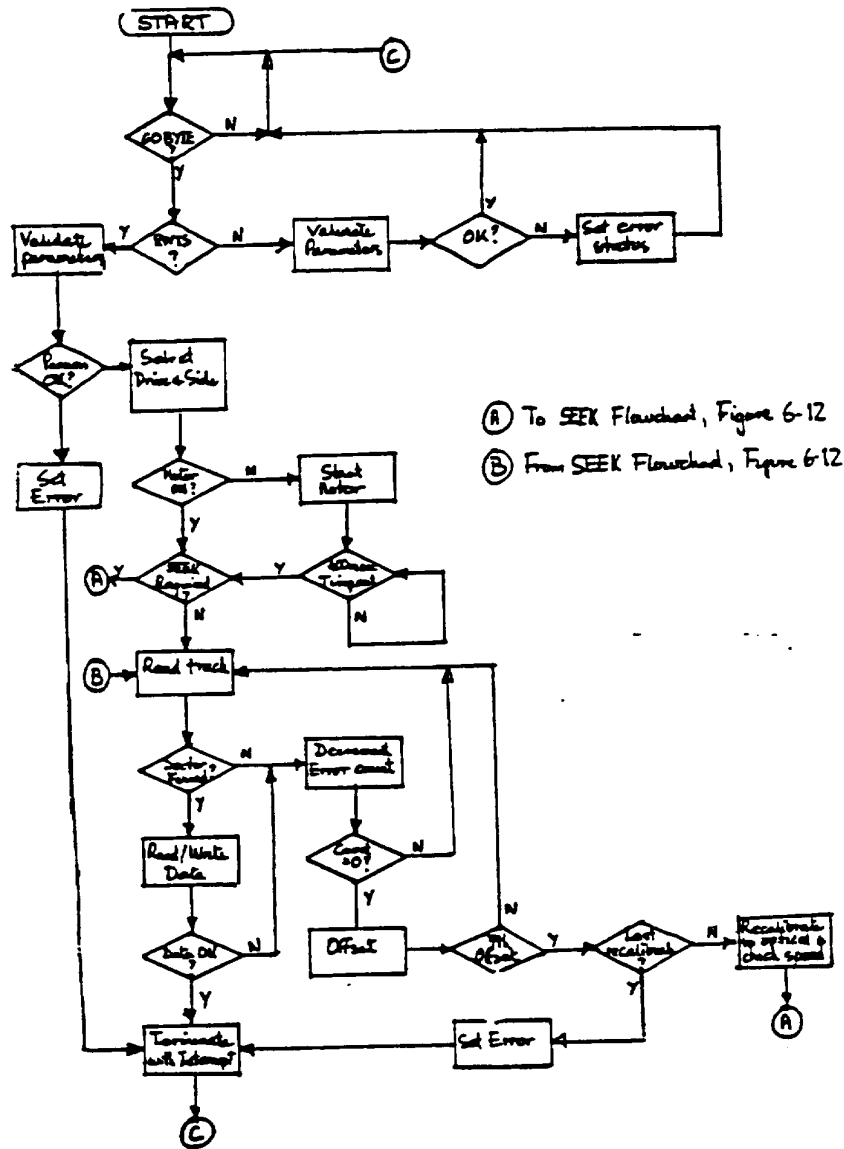 START
C
GOBYTE
?
N
Y
RWTS
?
Y
N
Validate
parameters
Validate
Parameters
OK?
Y
N
Set error
status
Params
OK?
Select
Drive & Side
Set
Error
A To SEEK Flowchart, Figure 6-12
B From SEEK Flowchart, Figure 6-12
Motor
on?
N
Y
Start
Motor
A
Y
SEEK
Required
?
N
Y
Timeout
N
B
Read track
Sector
Found?
N
Y
Decrement
Error count
Read/Write
Data
Count
=0?
N
Y
Data OK
?
N
Y
Offset
Offset
N
Y
Last
recalibrate
?
N
Y
Recalibrate
to optical &
check speed
A
Terminate
with Interrupt
Set Error
C